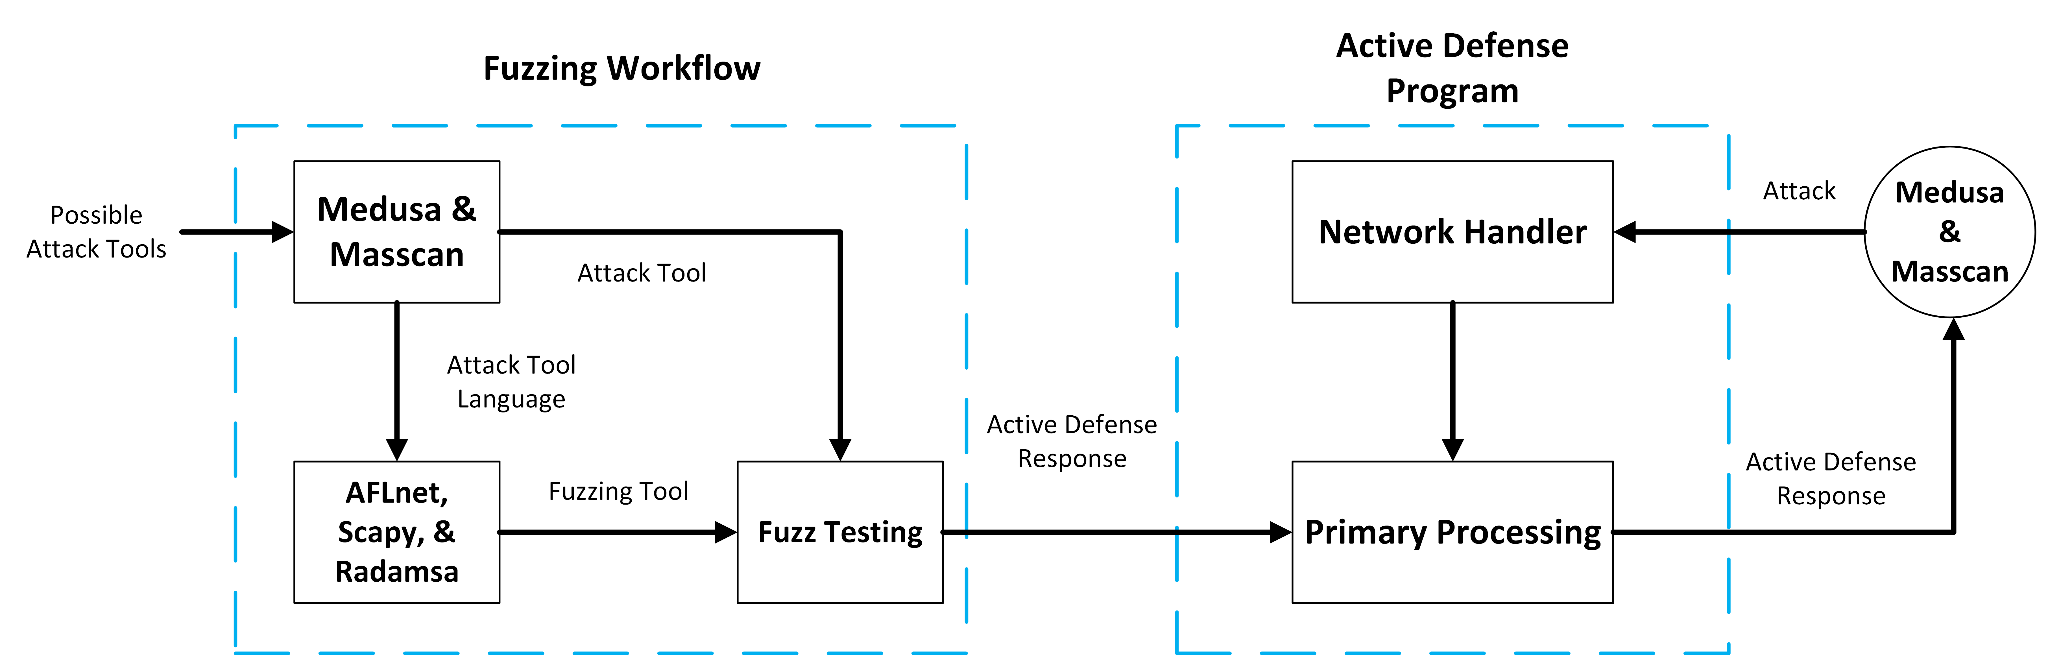 Fuzzing Workflow
Active Defense
Program
Possible
Attack Tools
Medusa &
Masscan
Attack Tool
Attack Tool
Language
AFLnet,
Scapy, &
Radamsa
Fuzzing Tool
Fuzz Testing
Active Defense
Response
Network Handler
Primary Processing
Attack
Medusa
&
Masscan
Active Defense
Response